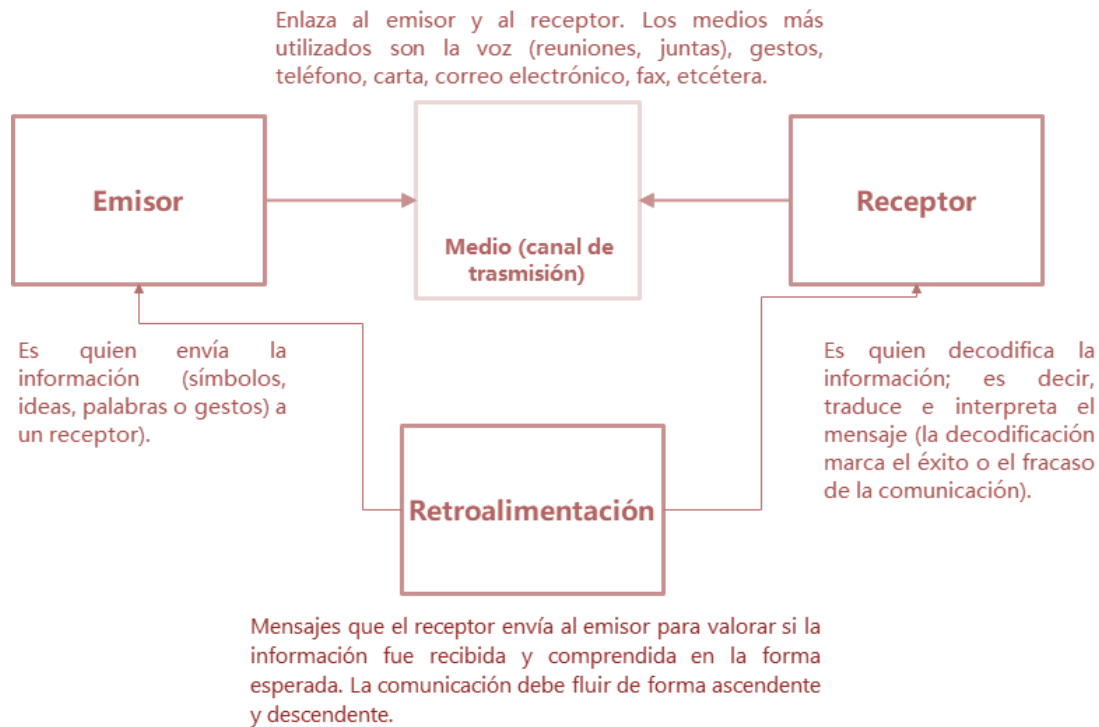 Enlaza al emisor y al receptor. Los medios más
utilizados son la voz (reuniones, juntas), gestos,
teléfono, carta, correo electrónico, fax, etcétera.
Emisor
Medio (canal de
trasmisión)
Receptor
Es quien envía la
información (símbolos,
ideas, palabras o gestos) a
un receptor).
Es quien decodifica la
información; es decir,
traduce e interpreta el
mensaje (la decodificación
marca el éxito o el fracaso
de la comunicación).
Retroalimentación
Mensajes que el receptor envía al emisor para valorar si la
información fue recibida y comprendida en la forma
esperada. La comunicación debe fluir de forma ascendente
y descendente.